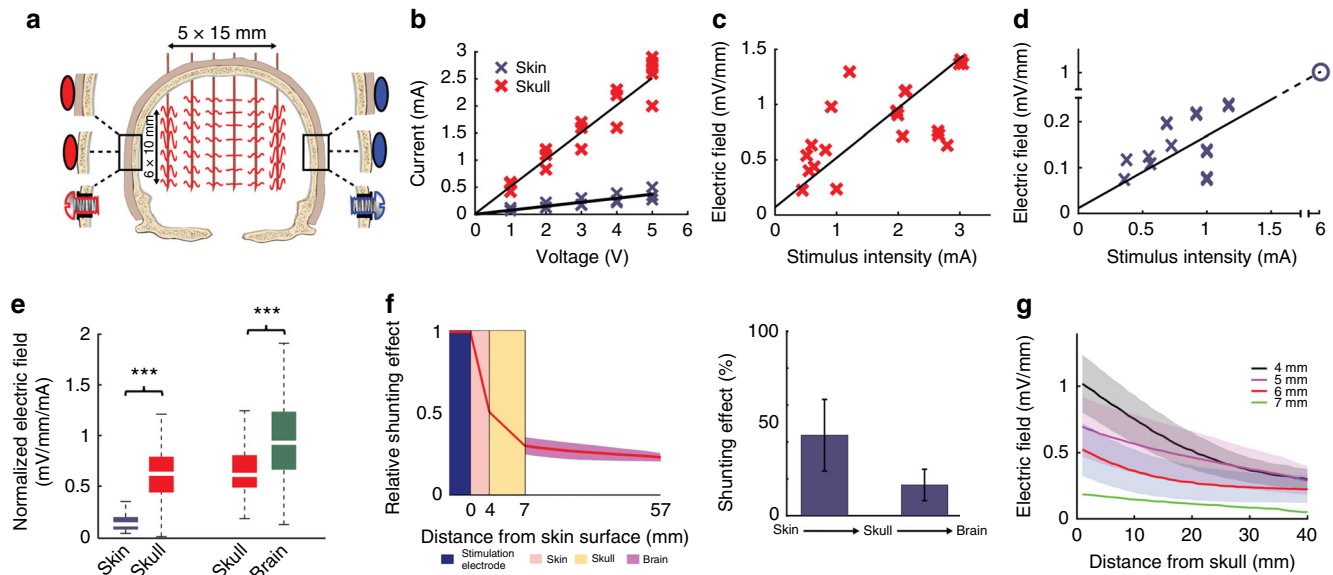 a
5 × 15 mm
6 × 10 mm
b
Current (mA)
3
2.5
2
1.5
1
0.5
0
Skin
Skull
0 1 2 3 4 5 6
Voltage (V)
c
Electric field (mV/mm)
1.5
1
0.5
0
0 1 2 3
Stimulus intensity (mA)
d
Electric field (mV/mm)
1
0.2
0.1
0
0 0.5 1 1.5 6
Stimulus intensity (mA)
e
Normalized electric field
(mV/mm/mA)
2
1.5
1
0.5
0
***
***
Skin
Skull
Skull
Brain
f
Relative shunting effect
1
0.5
0
0 4 7 57
Distance from skin surface (mm)
Stimulation
electrode
Skin
Skull
Brain
Shunting effect (%)
100
50
0
Skin
Skull
Brain
g
Electric field (mV/mm)
1
0.5
0
4 mm
5 mm
6 mm
7 mm
0 10 20 30 40
Distance from skull (mm)